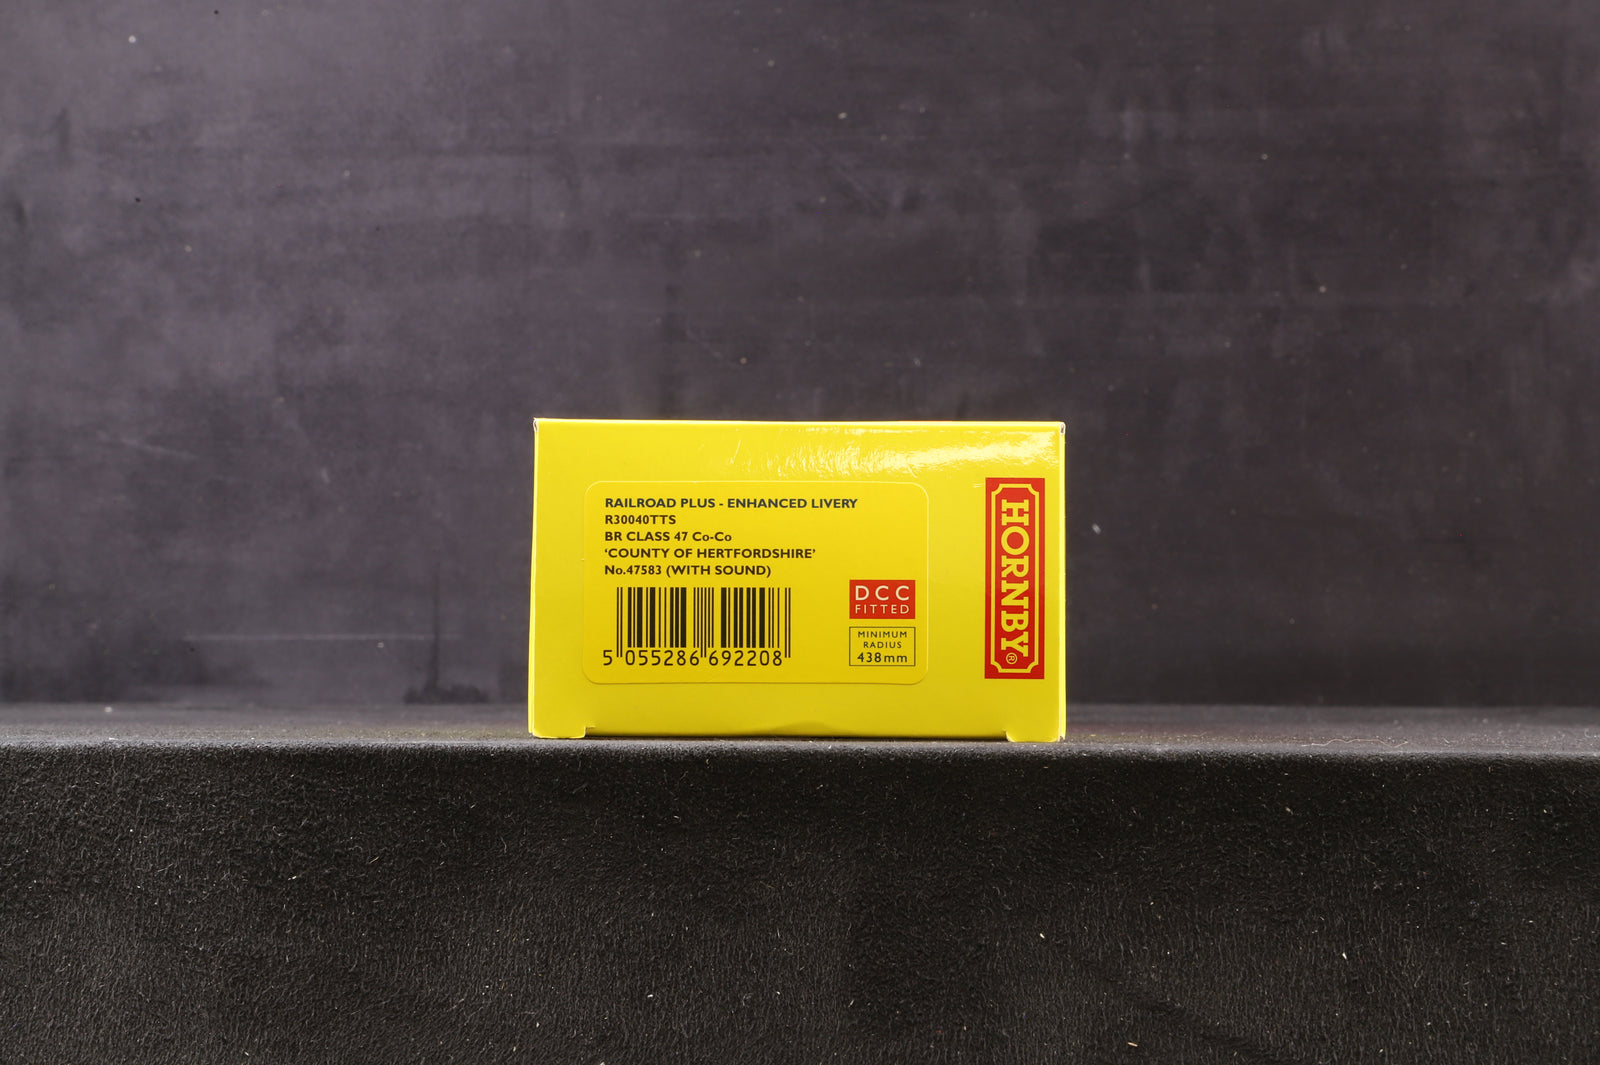 RAILROAD PLUS - ENHANCED LIVERY
R30040TTS
BR CLASS 47 Co-Co
‘COUNTY OF HERTFORDSHIRE’
No.47583 (WITH SOUND)
5 055286 692208
DCC
FITTED
MINIMUM
RADIUS
438mm
HORNBY®